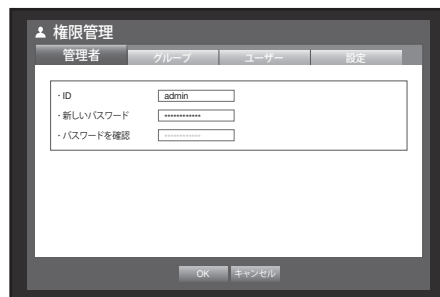 権限管理
管理者 グループ ユーザー 設定
· ID admin
· 新しいパスワード ************
· パスワードを確認 ************
OK キャンセル